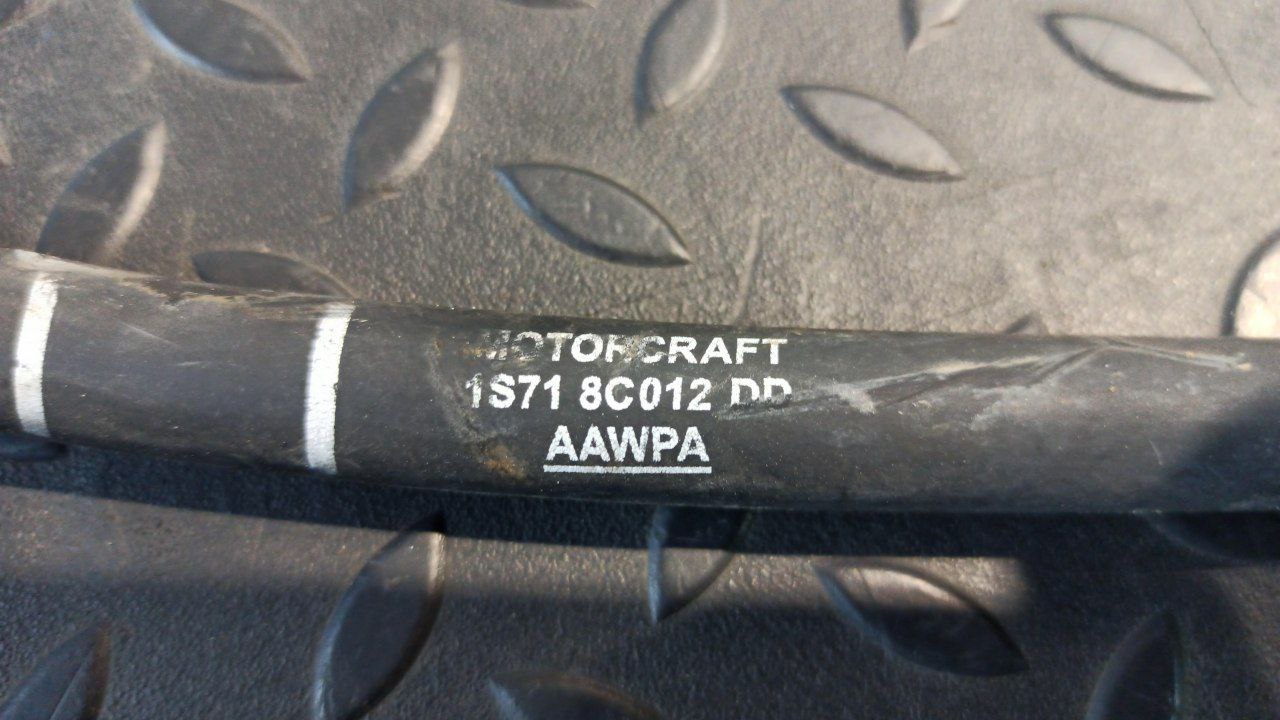 MOTORCRAFT
1S71 8C012 DD
AAWPA